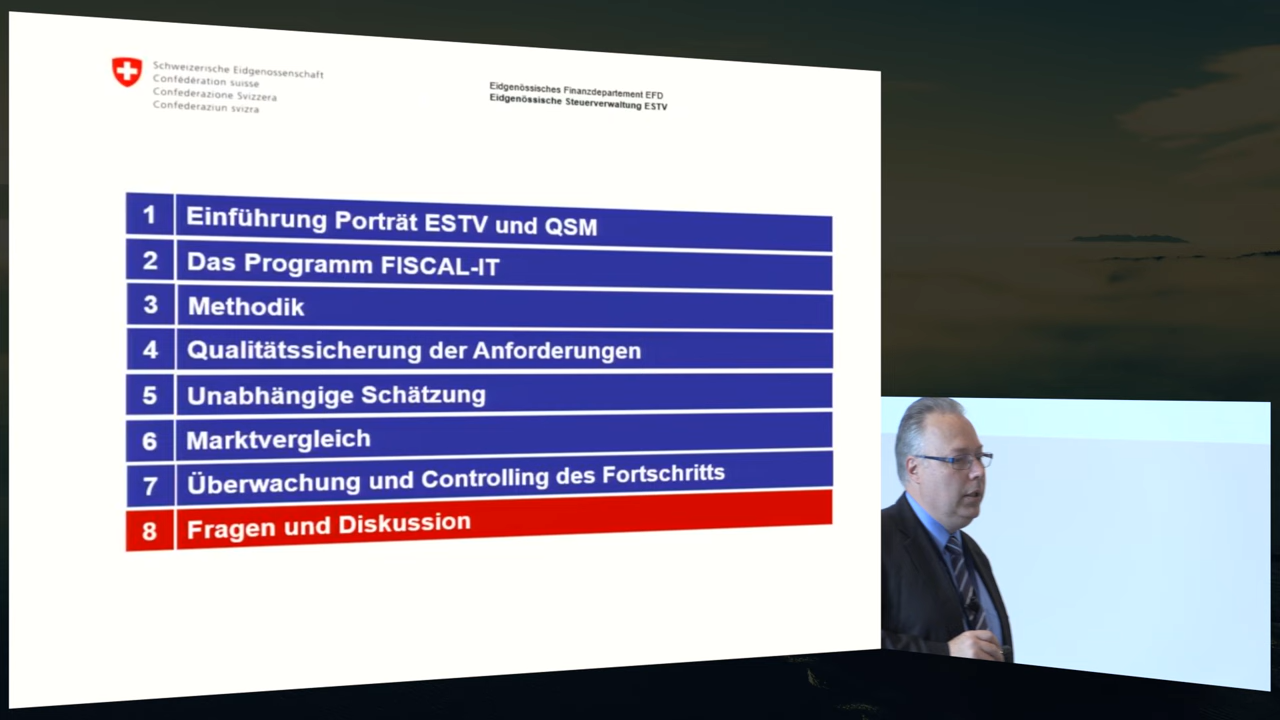 Schweizerische Eidgenossenschaft
Confédération suisse
Confederazione Svizzera
Confederaziun svizra
Eidgenössisches Finanzdepartement EFD
Eidgenössische Steuerverwaltung ESTV
1 Einführung Porträt ESTV und QSM
2 Das Programm FISCAL-IT
3 Methodik
4 Qualitätssicherung der Anforderungen
5 Unabhängige Schätzung
6 Marktvergleich
7 Überwachung und Controlling des Fortschritts
8 Fragen und Diskussion